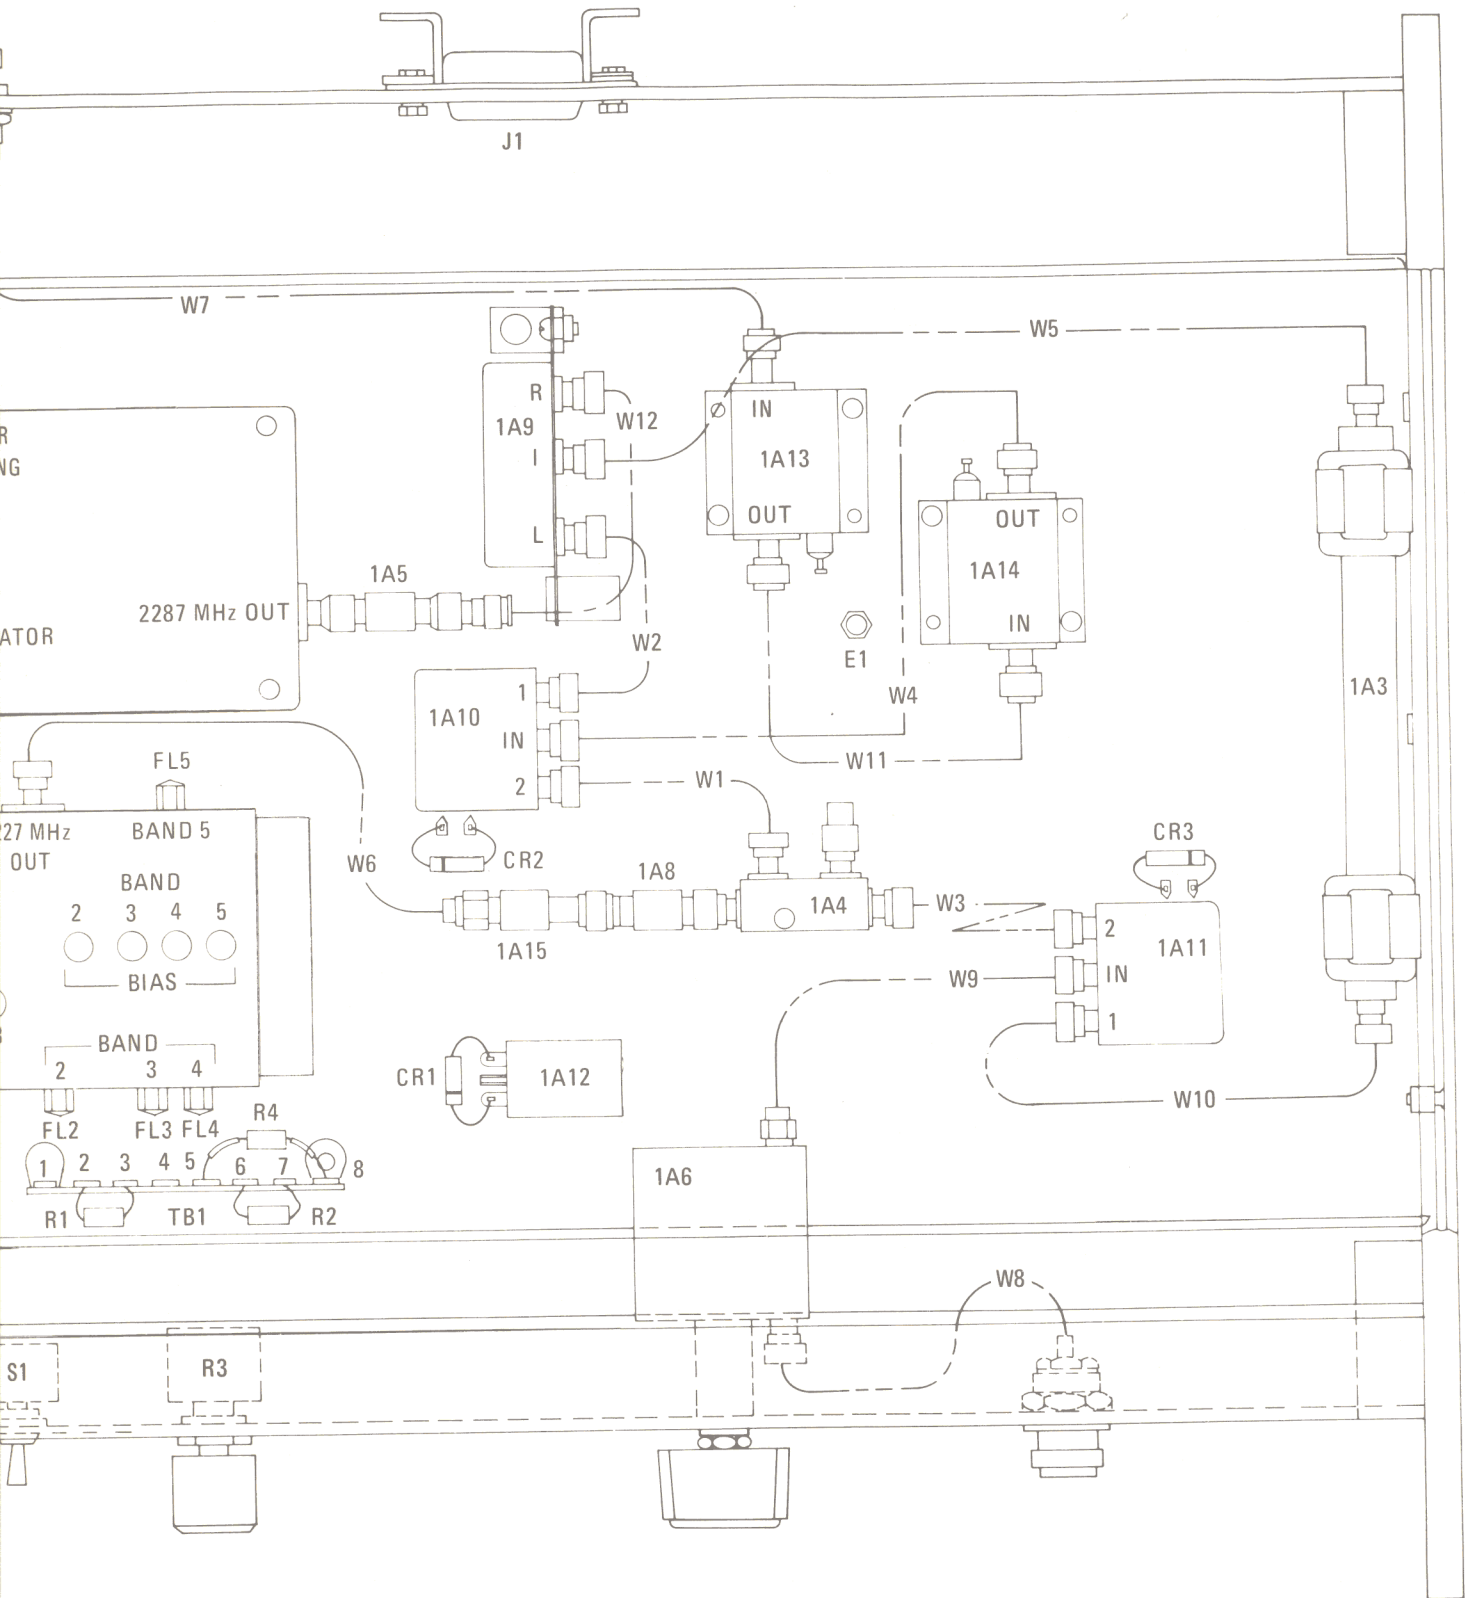 J1
W7
W5
R
W12
1A9
IN
R
NG
I
1A13
OUT
OUT
L
1A14
1A5
2287 MHz OUT
IN
ATOR
W2
E1
1
1A3
W4
1A10
IN
FL5
W11
2
W1
27 MHz
BAND 5
CR3
OUT
W6
CR2
1A8
BAND
2 3 4 5
1A4
W3
2
1A15
1A11
BIAS
IN
W9
1
BAND
2 3 4
CR1
1A12
W10
R4
FL2 FL3 FL4
1 2 3 4 5 6 7 8
1A6
R1 TB1 R2
W8
S1
R3